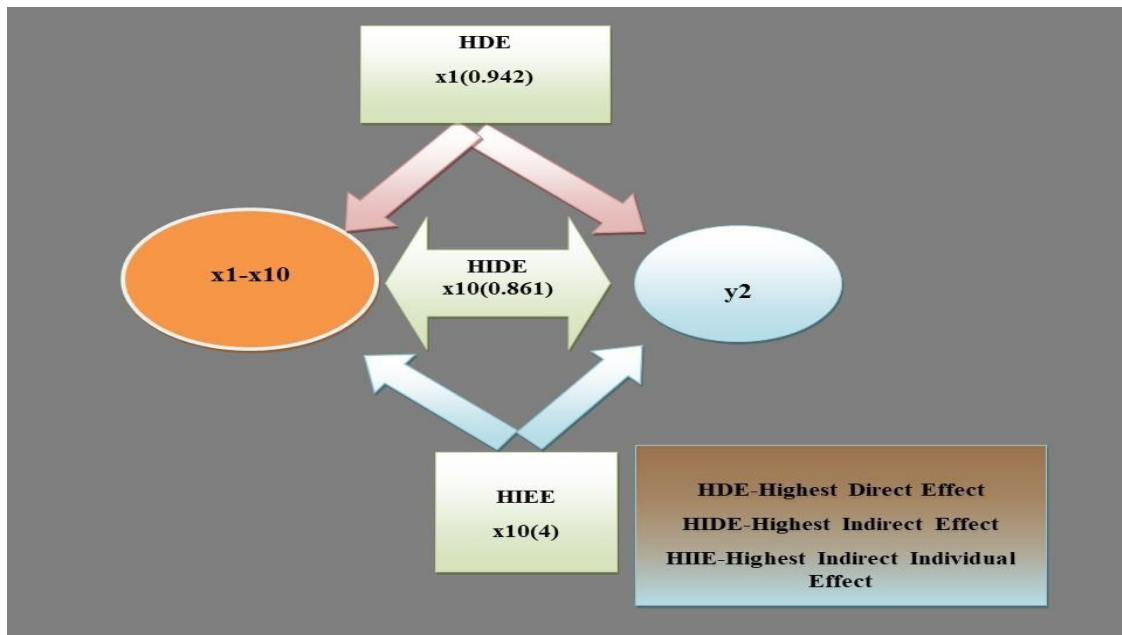 HDE
x1(0.942)
x1-x10
HIDE
x10(0.861)
y2
HIEE
x10(4)
HDE-Highest Direct Effect
HIDE-Highest Indirect Effect
HIIE-Highest Indirect Individual
Effect